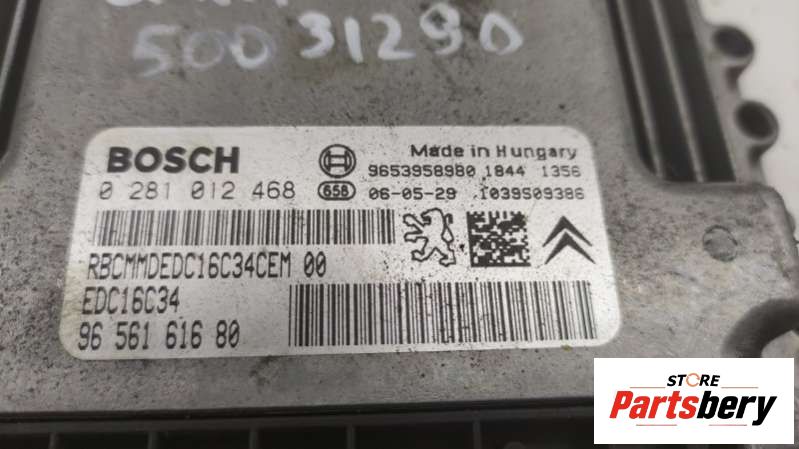 50031290
BOSCH
Made in Hungary
9653958980 1844 1356
0 281 012 468
658
06-05-29 1039S09386
RBCMMDEDC16C34CEM 00
EDC16C34
96 561 616 80
STORE
Partsbery